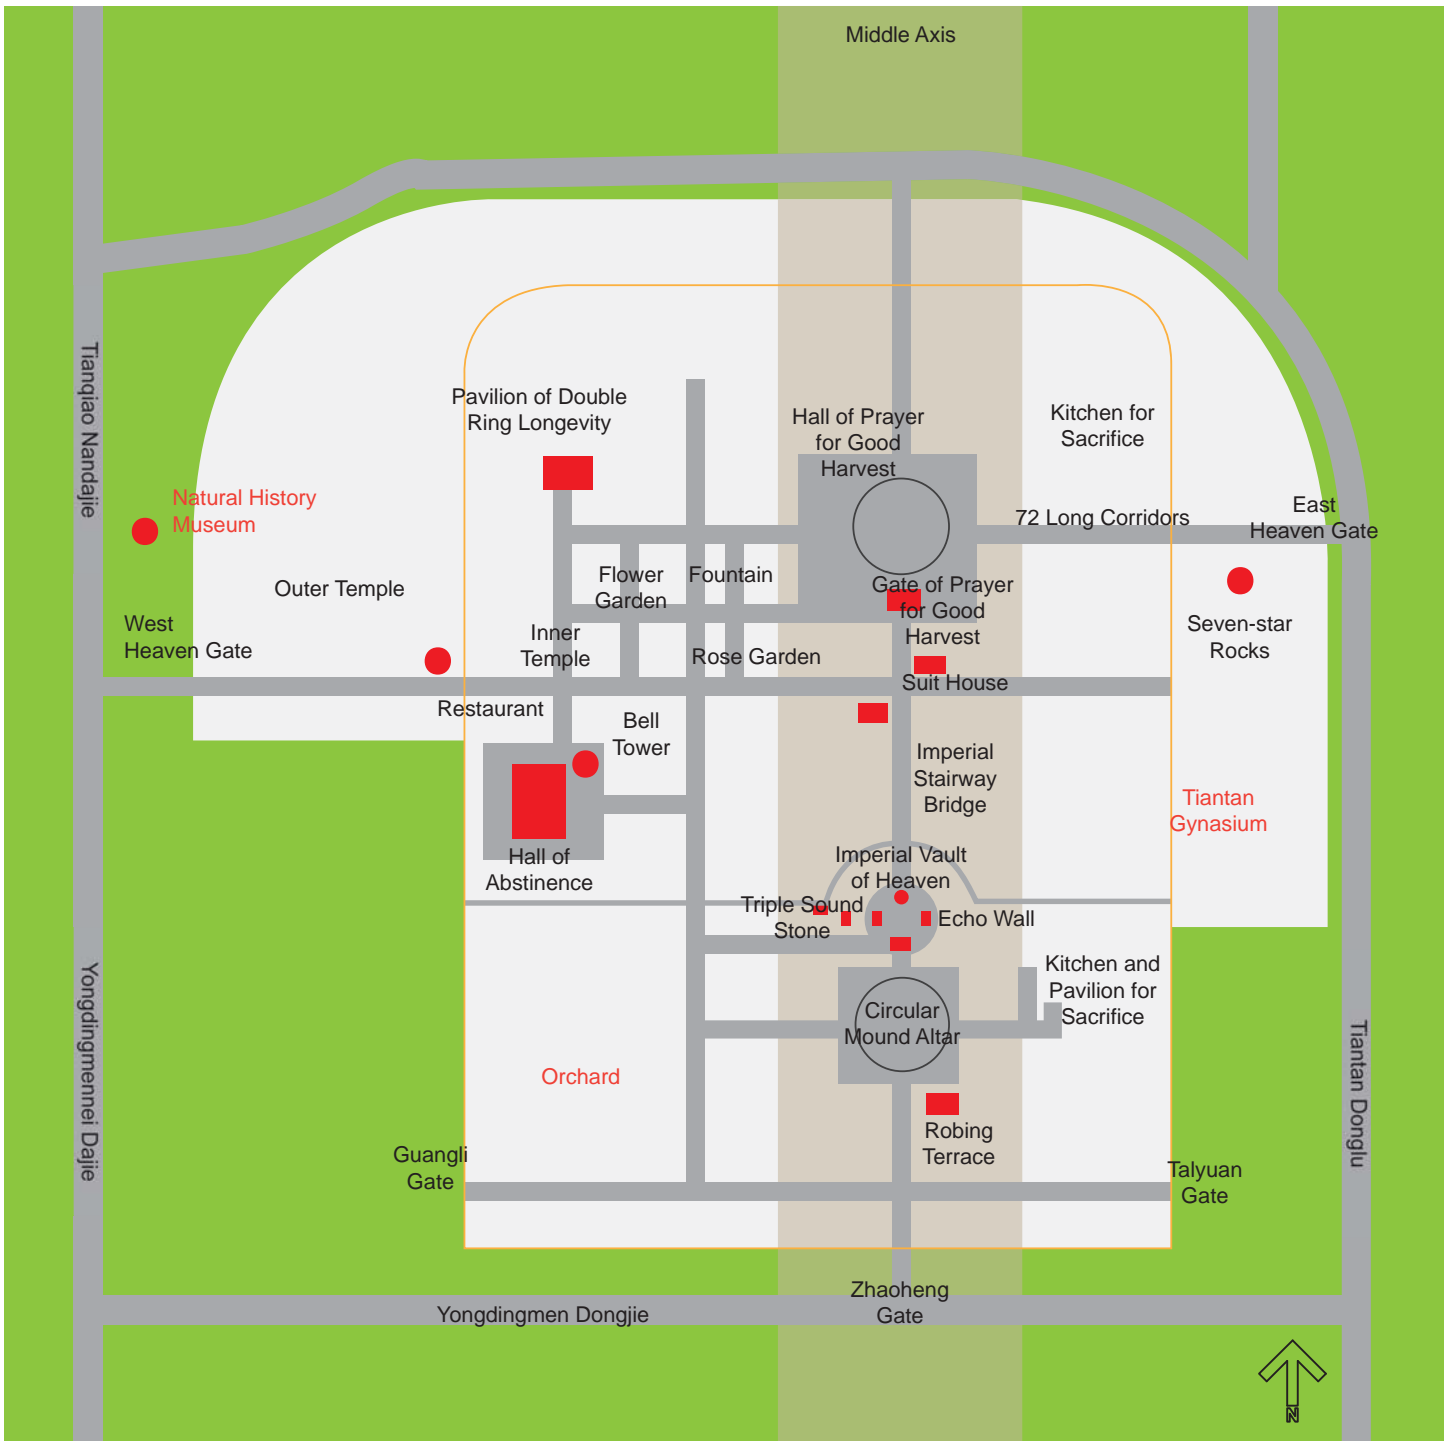 Middle Axis
Tianqiao Nandajie
Pavilion of Double
Ring Longevity
Hall of Prayer
for Good
Harvest
Kitchen for
Sacrifice
Natural History
Museum
72 Long Corridors
East
Heaven Gate
Outer Temple
Flower
Garden
Fountain
Gate of Prayer
for Good
Harvest
West
Heaven Gate
Inner
Temple
Rose Garden
Seven-star
Rocks
Suit House
Restaurant
Bell
Tower
Imperial
Stairway
Bridge
Tiantan
Gynasium
Hall of
Abstinence
Imperial Vault
of Heaven
Triple Sound
Stone
Echo Wall
Yongdingmennei Dajie
Kitchen and
Pavilion for
Sacrifice
Circular
Mound Altar
Tiantan Donglu
Orchard
Robing
Terrace
Guangli
Gate
Talyuan
Gate
Zhaoheng
Gate
Yongdingmen Dongjie
N